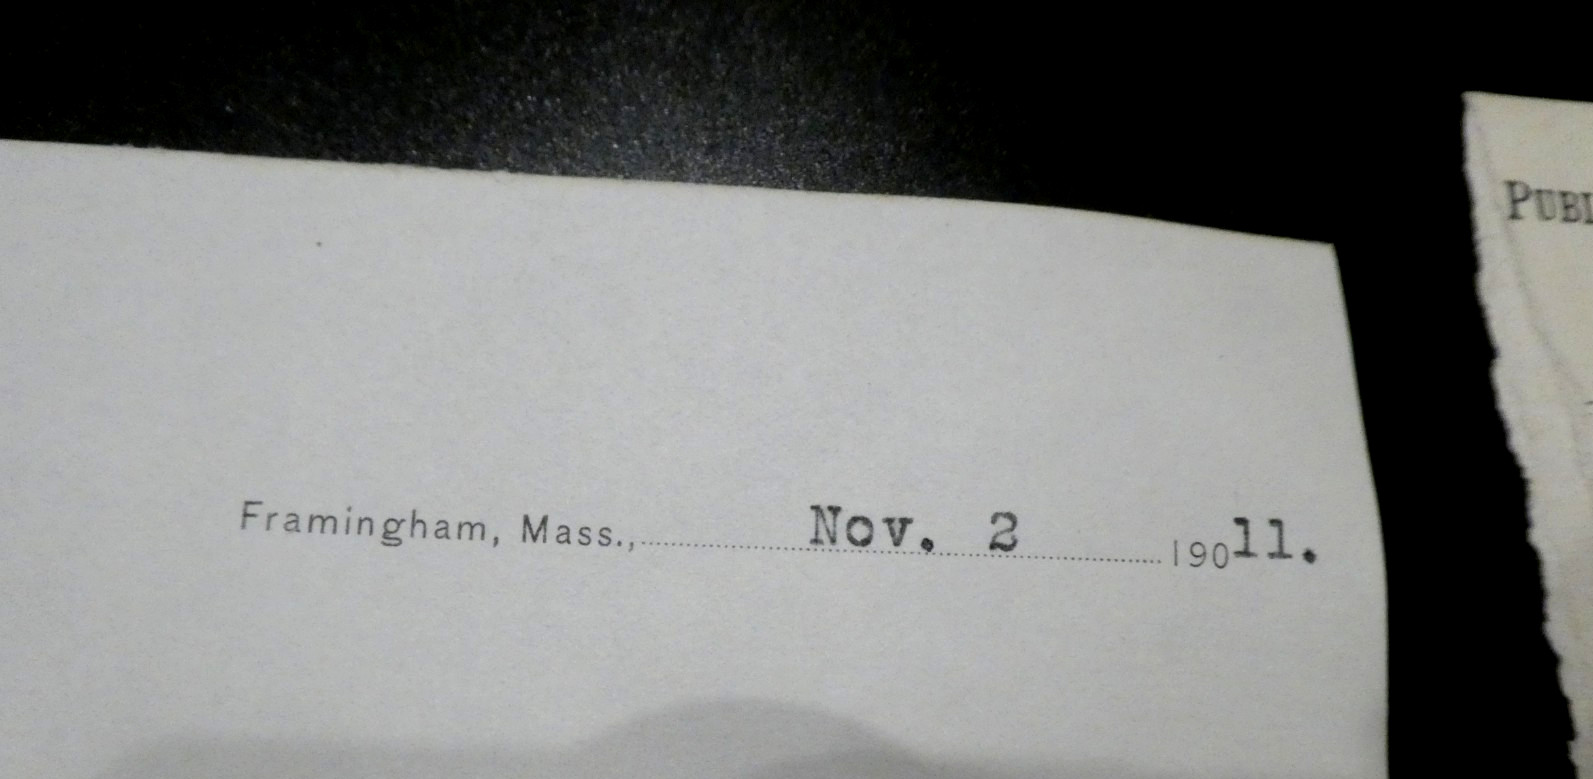 Framingham, Mass., Nov. 2 19011.